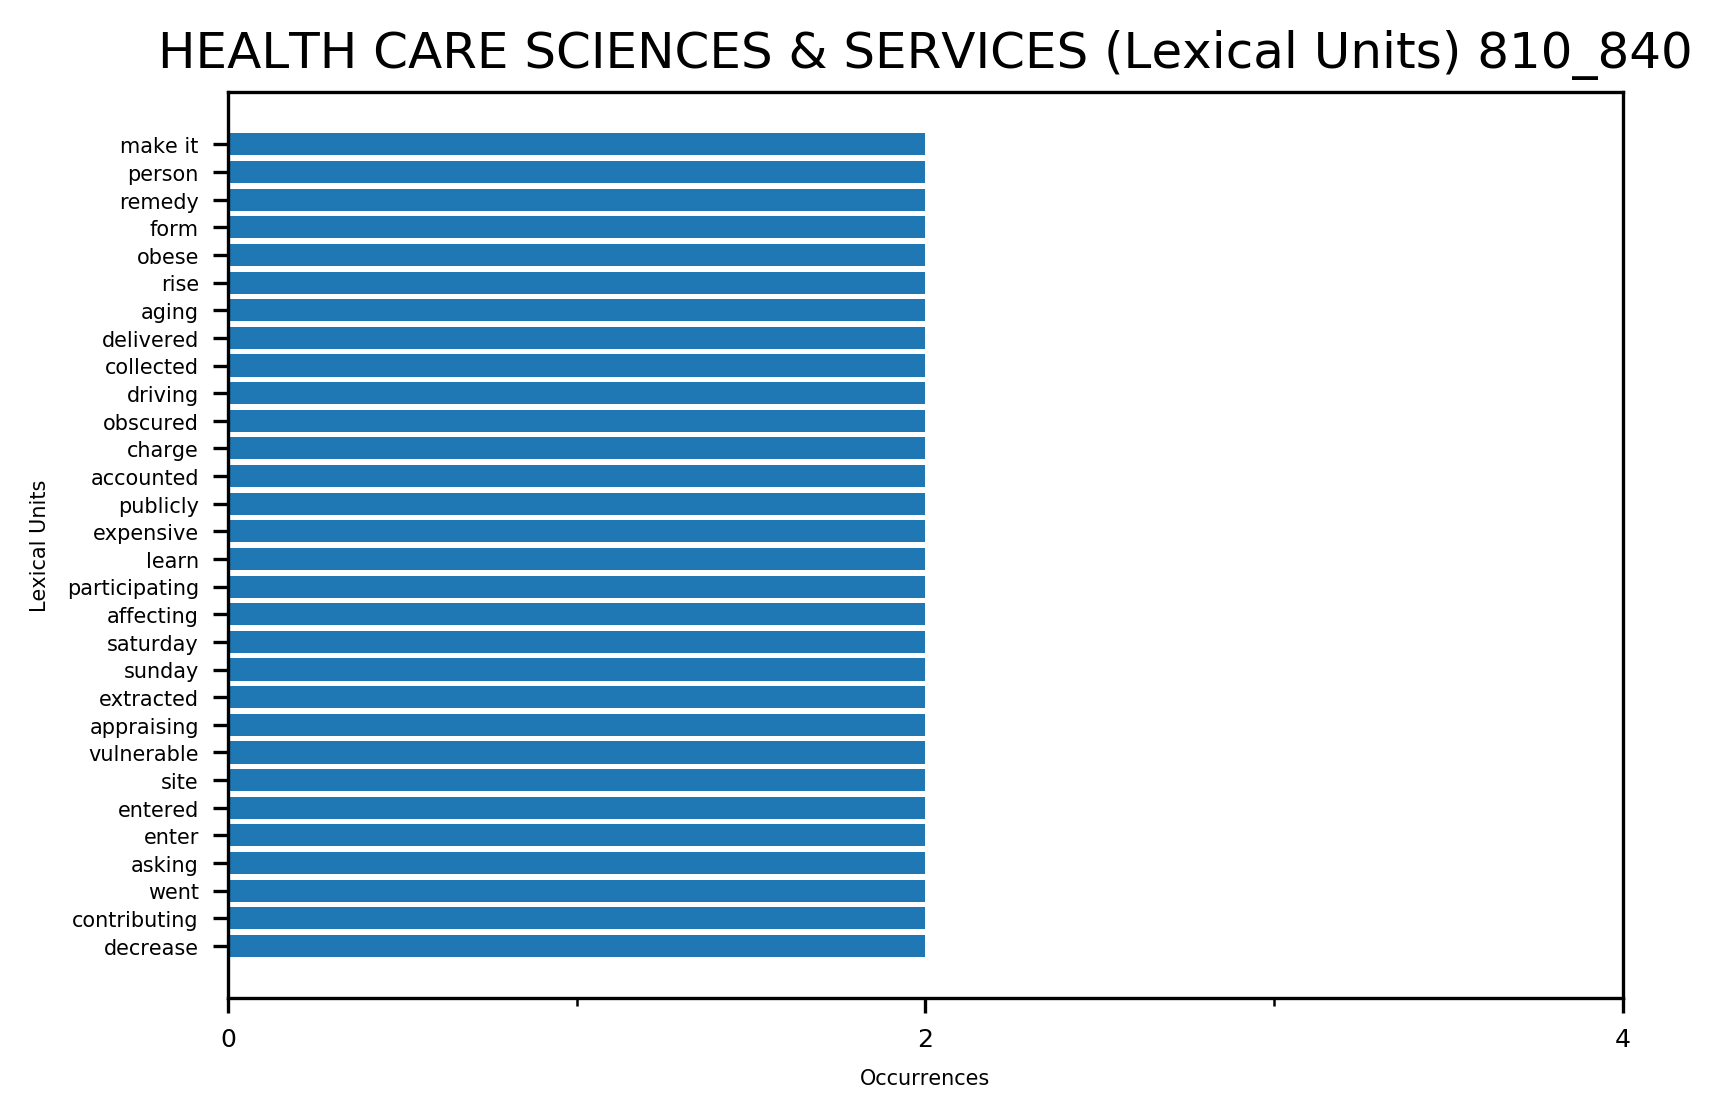 HEALTH CARE SCIENCES & SERVICES (Lexical Units) 810_840
make it
person
remedy
form
obese
rise
aging
delivered
collected
driving
obscured
charge
accounted
publicly
expensive
learn
participating
affecting
saturday
sunday
extracted
appraising
vulnerable
site
entered
enter
asking
went
contributing
decrease
Lexical Units
0 2 4
Occurrences